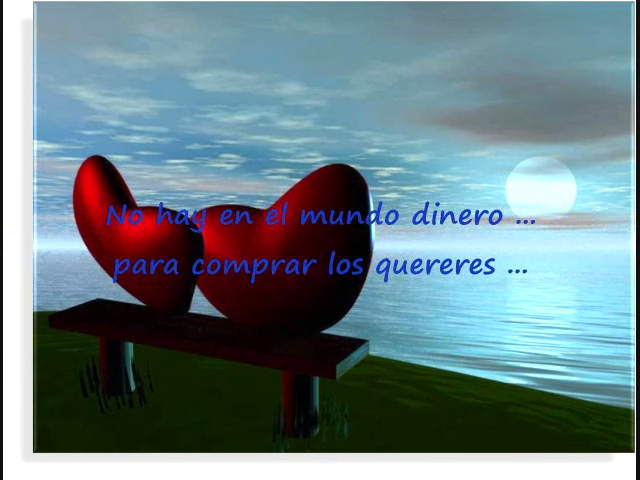 No hay en el mundo dinero ...
para comprar los quereres ...